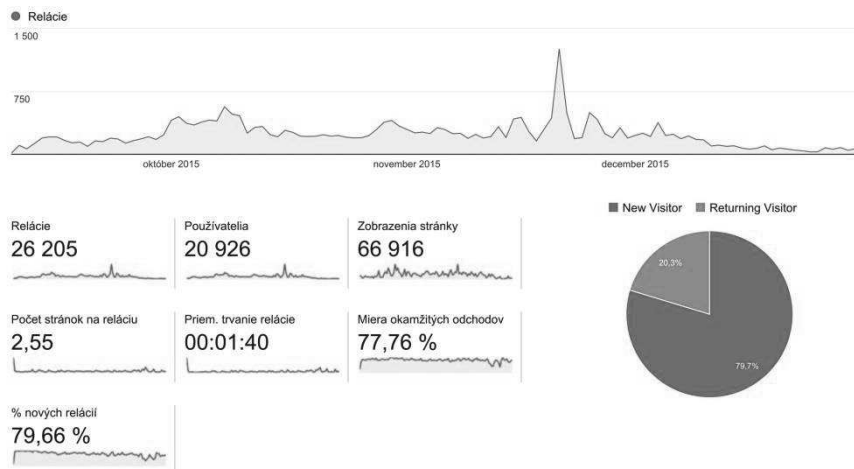 Relácie
1 500
750
október 2015
november 2015
december 2015
Relácie
26 205
Používatelia
20 926
Zobrazenia stránky
66 916
Počet stránok na reláciu
2,55
Priem. trvanie relácie
00:01:40
Miera okamžitých odchodov
77,76 %
% nových relácií
79,66 %
New Visitor
Returning Visitor
20,3%
79,7%